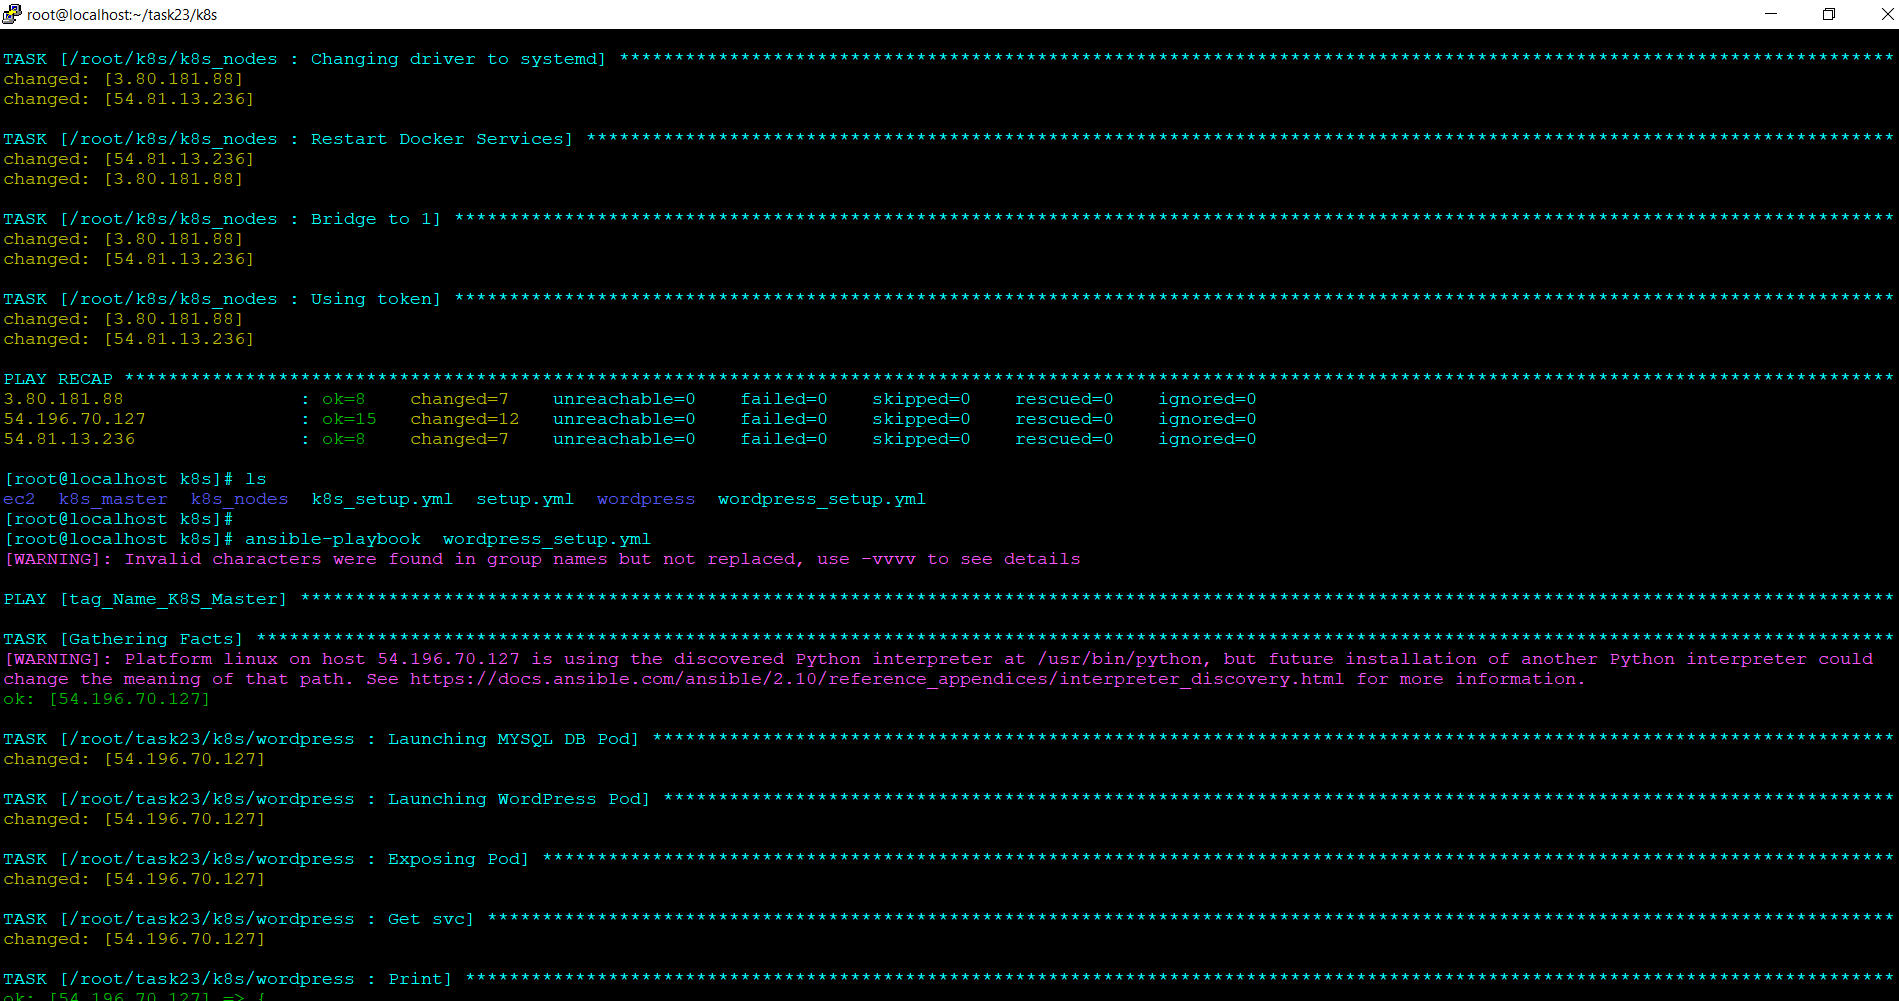 root@localhost:~/task23/k8s
TASK [/root/k8s/k8s_nodes : Changing driver to systemd] ********************************************************************************************************************
changed: [3.80.181.88]
changed: [54.81.13.236]
TASK [/root/k8s/k8s_nodes : Restart Docker Services] ***********************************************************************************************************************
changed: [54.81.13.236]
changed: [3.80.181.88]
TASK [/root/k8s/k8s_nodes : Bridge to 1] ***********************************************************************************************************************************
changed: [3.80.181.88]
changed: [54.81.13.236]
TASK [/root/k8s/k8s_nodes : Using token] ***********************************************************************************************************************************
changed: [3.80.181.88]
changed: [54.81.13.236]
PLAY RECAP *****************************************************************************************************************************************************************
3.80.181.88                : ok=8    changed=7    unreachable=0    failed=0    skipped=0    rescued=0    ignored=0
54.196.70.127              : ok=15   changed=12   unreachable=0    failed=0    skipped=0    rescued=0    ignored=0
54.81.13.236               : ok=8    changed=7    unreachable=0    failed=0    skipped=0    rescued=0    ignored=0
[root@localhost k8s]# ls
ec2  k8s_master  k8s_nodes  k8s_setup.yml  setup.yml  wordpress  wordpress_setup.yml
[root@localhost k8s]#
[root@localhost k8s]# ansible-playbook  wordpress_setup.yml
[WARNING]: Invalid characters were found in group names but not replaced, use -vvvv to see details
PLAY [tag_Name_K8S_Master] *************************************************************************************************************************************************
TASK [Gathering Facts] *****************************************************************************************************************************************************
[WARNING]: Platform linux on host 54.196.70.127 is using the discovered Python interpreter at /usr/bin/python, but future installation of another Python interpreter could
change the meaning of that path. See https://docs.ansible.com/ansible/2.10/reference_appendices/interpreter_discovery.html for more information.
ok: [54.196.70.127]
TASK [/root/task23/k8s/wordpress : Launching MYSQL DB Pod] *****************************************************************************************************************
changed: [54.196.70.127]
TASK [/root/task23/k8s/wordpress : Launching WordPress Pod] ****************************************************************************************************************
changed: [54.196.70.127]
TASK [/root/task23/k8s/wordpress : Exposing Pod] ***************************************************************************************************************************
changed: [54.196.70.127]
TASK [/root/task23/k8s/wordpress : Get svc] ********************************************************************************************************************************
changed: [54.196.70.127]
TASK [/root/task23/k8s/wordpress : Print] **********************************************************************************************************************************
ok: [54.196.70.127] => {